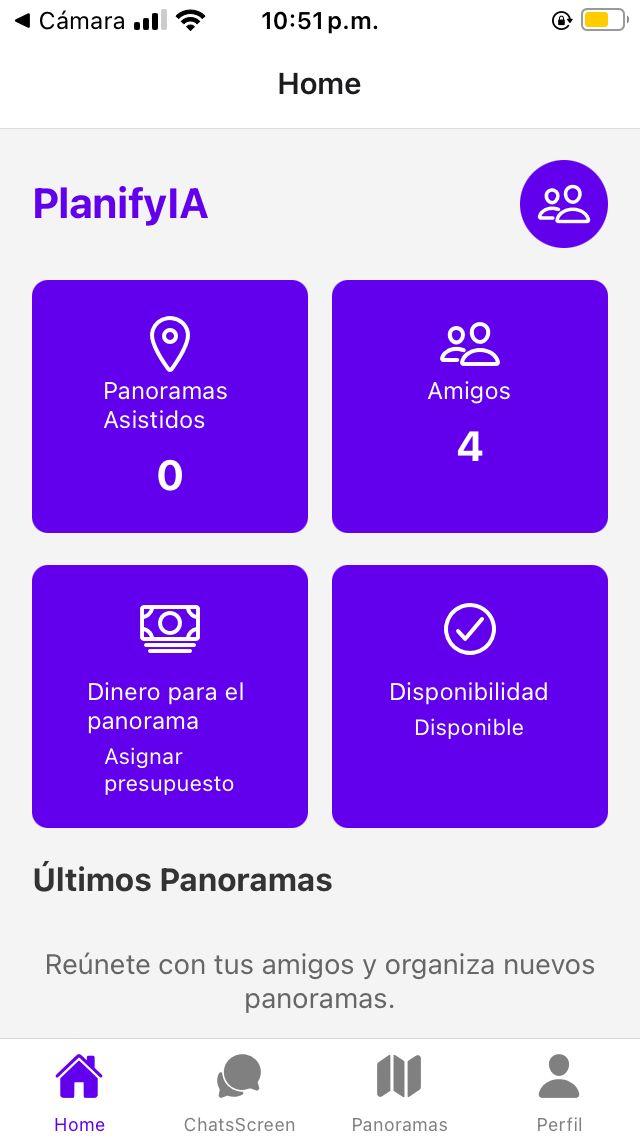 Cámara 10:51 p.m.
Home
PlanifyIA
Panoramas
Asistidos
0
Amigos
4
Dinero para el
panorama
Asignar
presupuesto
Disponibilidad
Disponible
Últimos Panoramas
Reúnete con tus amigos y organiza nuevos
panoramas.
Home ChatsScreen Panoramas Perfil